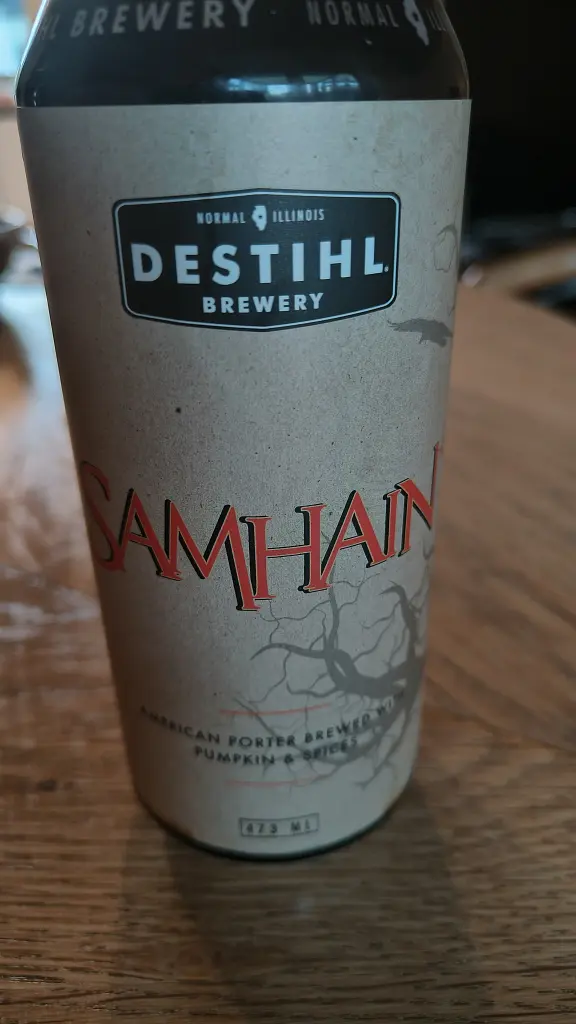 BREWERY NORMAL
NORMAL ILLINOIS
DESTIHL.
BREWERY
SAMHAIN
AMERICAN PORTER BREWED WITH
PUMPKIN & SPICES
473 ML